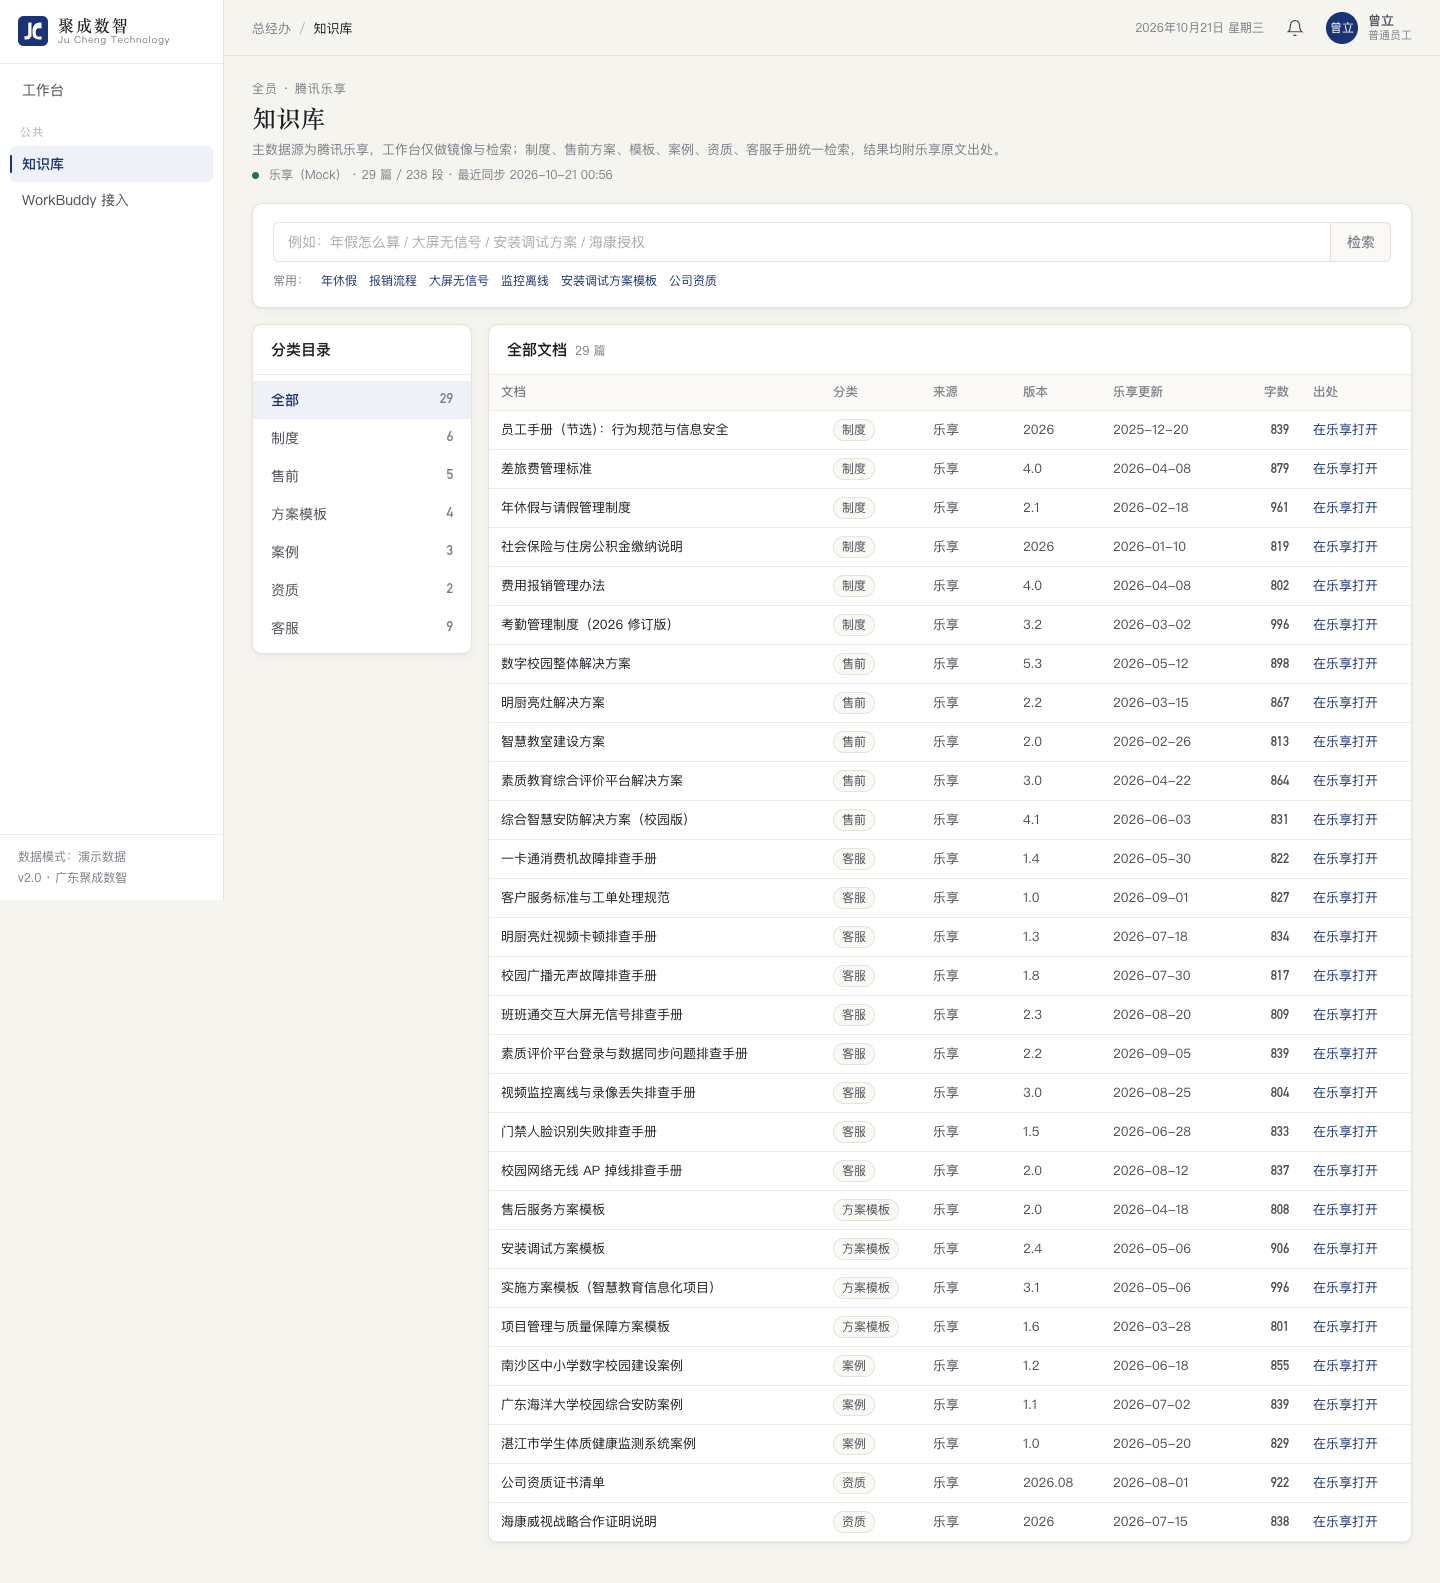 聚成数智
Ju Cheng Technology
工作台
公共
知识库
WorkBuddy 接入
数据模式：演示数据
v2.0 · 广东聚成数智
总经办 / 知识库
2026年10月21日 星期三
曾立
曾立
普通员工
全员 · 腾讯乐享
知识库
主数据源为腾讯乐享，工作台仅做镜像与检索；制度、售前方案、模板、案例、资质、客服手册统一检索，结果均附乐享原文出处。
乐享（Mock） · 29 篇 / 238 段 · 最近同步 2026-10-21 00:56
例如：年假怎么算 / 大屏无信号 / 安装调试方案 / 海康授权
检索
常用： 年休假 报销流程 大屏无信号 监控离线 安装调试方案模板 公司资质
分类目录
全部 29
制度 6
售前 5
方案模板 4
案例 3
资质 2
客服 9
全部文档 29 篇
文档 分类 来源 版本 乐享更新 字数 出处
员工手册（节选）：行为规范与信息安全 制度 乐享 2026 2025-12-20 839 在乐享打开
差旅费管理标准 制度 乐享 4.0 2026-04-08 879 在乐享打开
年休假与请假管理制度 制度 乐享 2.1 2026-02-18 961 在乐享打开
社会保险与住房公积金缴纳说明 制度 乐享 2026 2026-01-10 819 在乐享打开
费用报销管理办法 制度 乐享 4.0 2026-04-08 802 在乐享打开
考勤管理制度（2026 修订版） 制度 乐享 3.2 2026-03-02 996 在乐享打开
数字校园整体解决方案 售前 乐享 5.3 2026-05-12 898 在乐享打开
明厨亮灶解决方案 售前 乐享 2.2 2026-03-15 867 在乐享打开
智慧教室建设方案 售前 乐享 2.0 2026-02-26 813 在乐享打开
素质教育综合评价平台解决方案 售前 乐享 3.0 2026-04-22 864 在乐享打开
综合智慧安防解决方案（校园版） 售前 乐享 4.1 2026-06-03 831 在乐享打开
一卡通消费机故障排查手册 客服 乐享 1.4 2026-05-30 822 在乐享打开
客户服务标准与工单处理规范 客服 乐享 1.0 2026-09-01 827 在乐享打开
明厨亮灶视频卡顿排查手册 客服 乐享 1.3 2026-07-18 834 在乐享打开
校园广播无声故障排查手册 客服 乐享 1.8 2026-07-30 817 在乐享打开
班班通交互大屏无信号排查手册 客服 乐享 2.3 2026-08-20 809 在乐享打开
素质评价平台登录与数据同步问题排查手册 客服 乐享 2.2 2026-09-05 839 在乐享打开
视频监控离线与录像丢失排查手册 客服 乐享 3.0 2026-08-25 804 在乐享打开
门禁人脸识别失败排查手册 客服 乐享 1.5 2026-06-28 833 在乐享打开
校园网络无线 AP 掉线排查手册 客服 乐享 2.0 2026-08-12 837 在乐享打开
售后服务方案模板 方案模板 乐享 2.0 2026-04-18 808 在乐享打开
安装调试方案模板 方案模板 乐享 2.4 2026-05-06 906 在乐享打开
实施方案模板（智慧教育信息化项目） 方案模板 乐享 3.1 2026-05-06 996 在乐享打开
项目管理与质量保障方案模板 方案模板 乐享 1.6 2026-03-28 801 在乐享打开
南沙区中小学数字校园建设案例 案例 乐享 1.2 2026-06-18 855 在乐享打开
广东海洋大学校园综合安防案例 案例 乐享 1.1 2026-07-02 839 在乐享打开
湛江市学生体质健康监测系统案例 案例 乐享 1.0 2026-05-20 829 在乐享打开
公司资质证书清单 资质 乐享 2026.08 2026-08-01 922 在乐享打开
海康威视战略合作证明说明 资质 乐享 2026 2026-07-15 838 在乐享打开